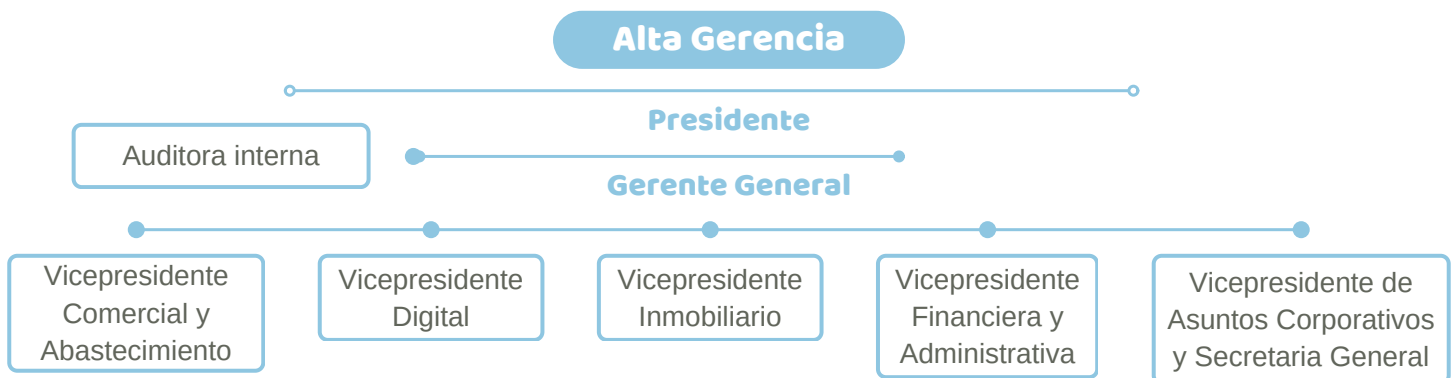 Alta Gerencia
Presidente
Auditora interna
Gerente General
Vicepresidente
Comercial y
Abastecimiento
Vicepresidente
Digital
Vicepresidente
Inmobiliario
Vicepresidente
Financiera y
Administrativa
Vicepresidente de
Asuntos Corporativos
y Secretaria General